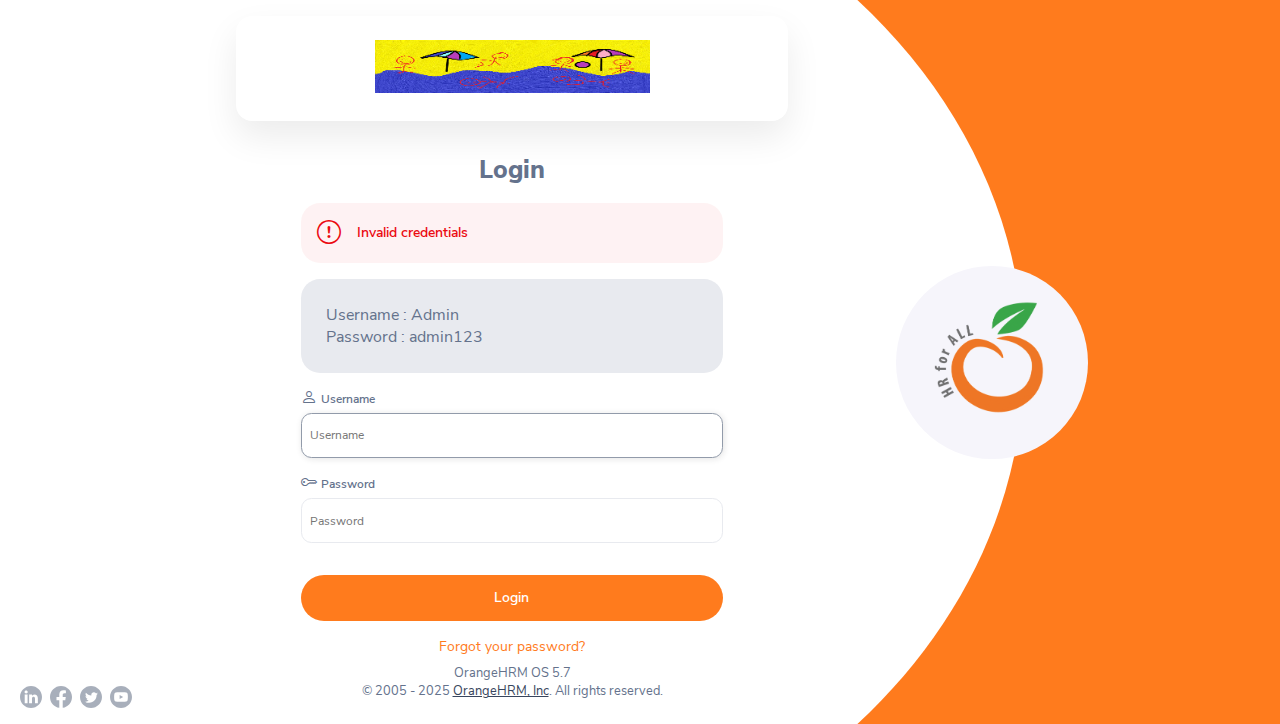 Login
Invalid credentials
Username : Admin
Password : admin123
Username
Username
Password
Password
Login
Forgot your password?
OrangeHRM OS 5.7
© 2005 - 2025 OrangeHRM, Inc. All rights reserved.
HR for ALL